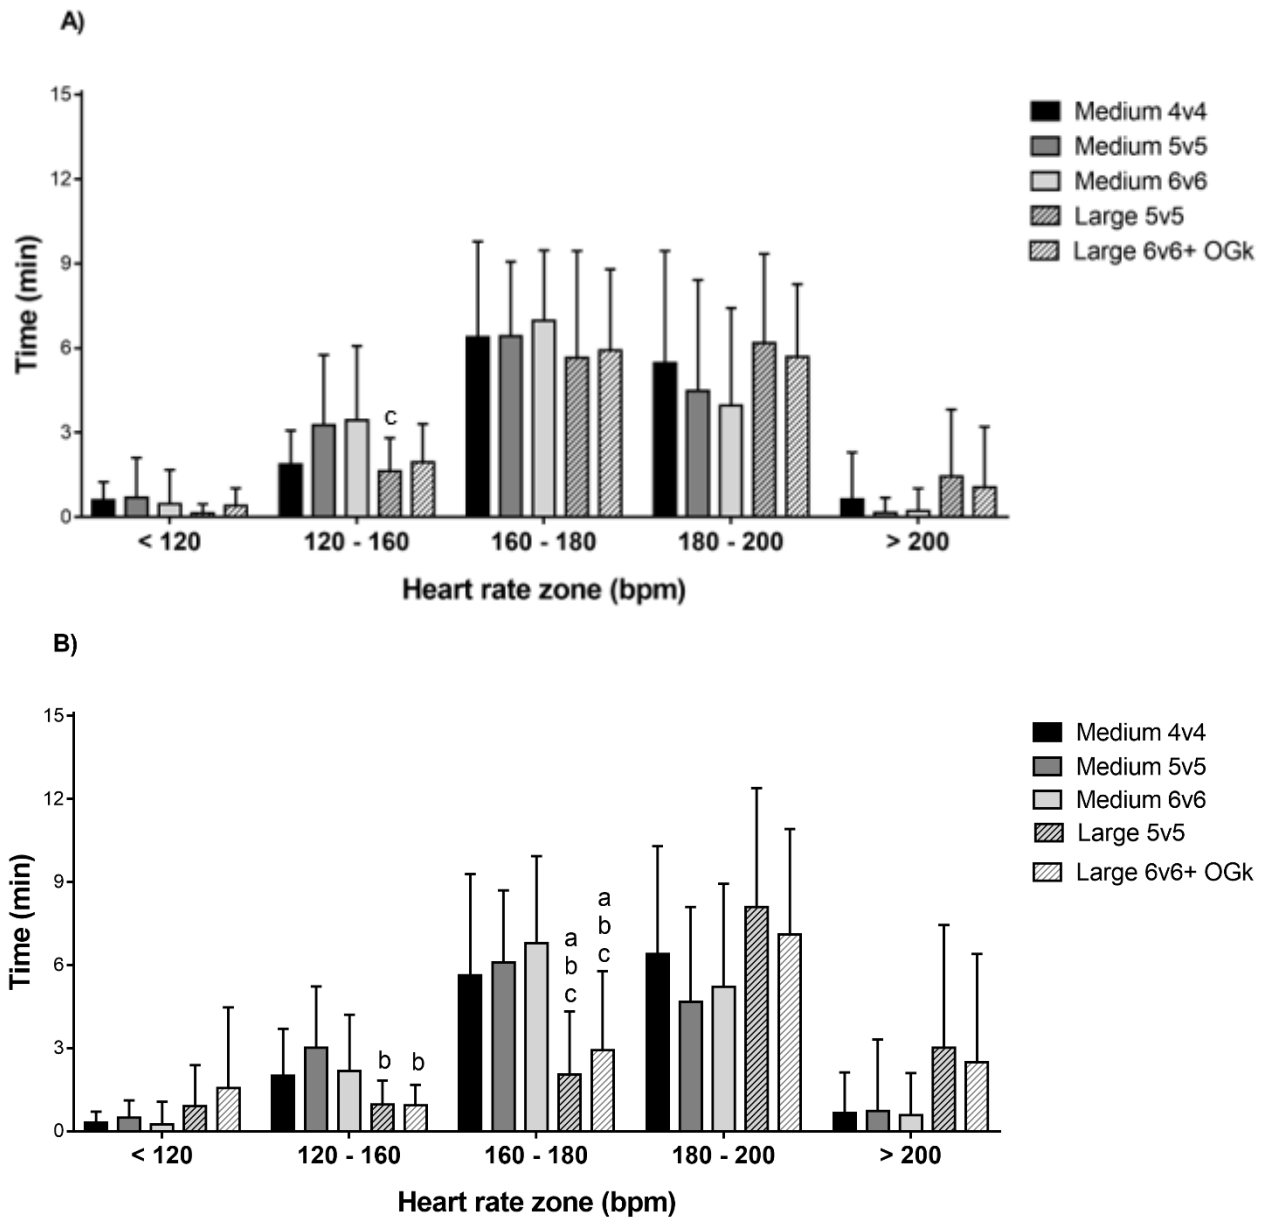 A)
15
12
9
6
3
0
Time (min)
c
< 120
120 - 160
160 - 180
180 - 200
> 200
Heart rate zone (bpm)
Medium 4v4
Medium 5v5
Medium 6v6
Large 5v5
Large 6v6+ OGk
B)
15
12
9
6
3
0
Time (min)
b
b
a
b
c
a
b
c
< 120
120 - 160
160 - 180
180 - 200
> 200
Heart rate zone (bpm)
Medium 4v4
Medium 5v5
Medium 6v6
Large 5v5
Large 6v6+ OGk